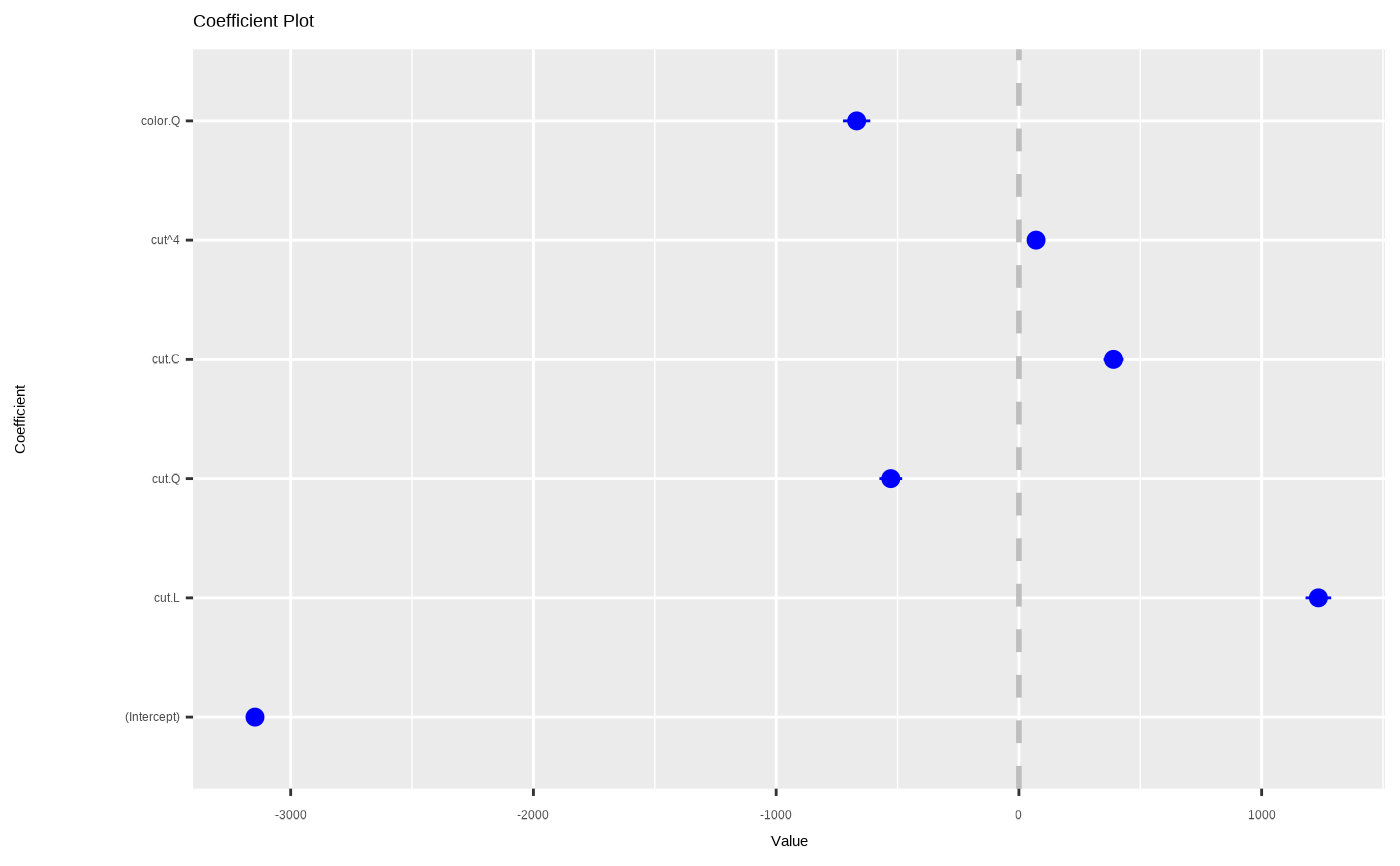 Coefficient Plot
color.Q
cut^4
cut.C
cut.Q
cut.L
(Intercept)
Coefficient
-3000 -2000 -1000 0 1000
Value